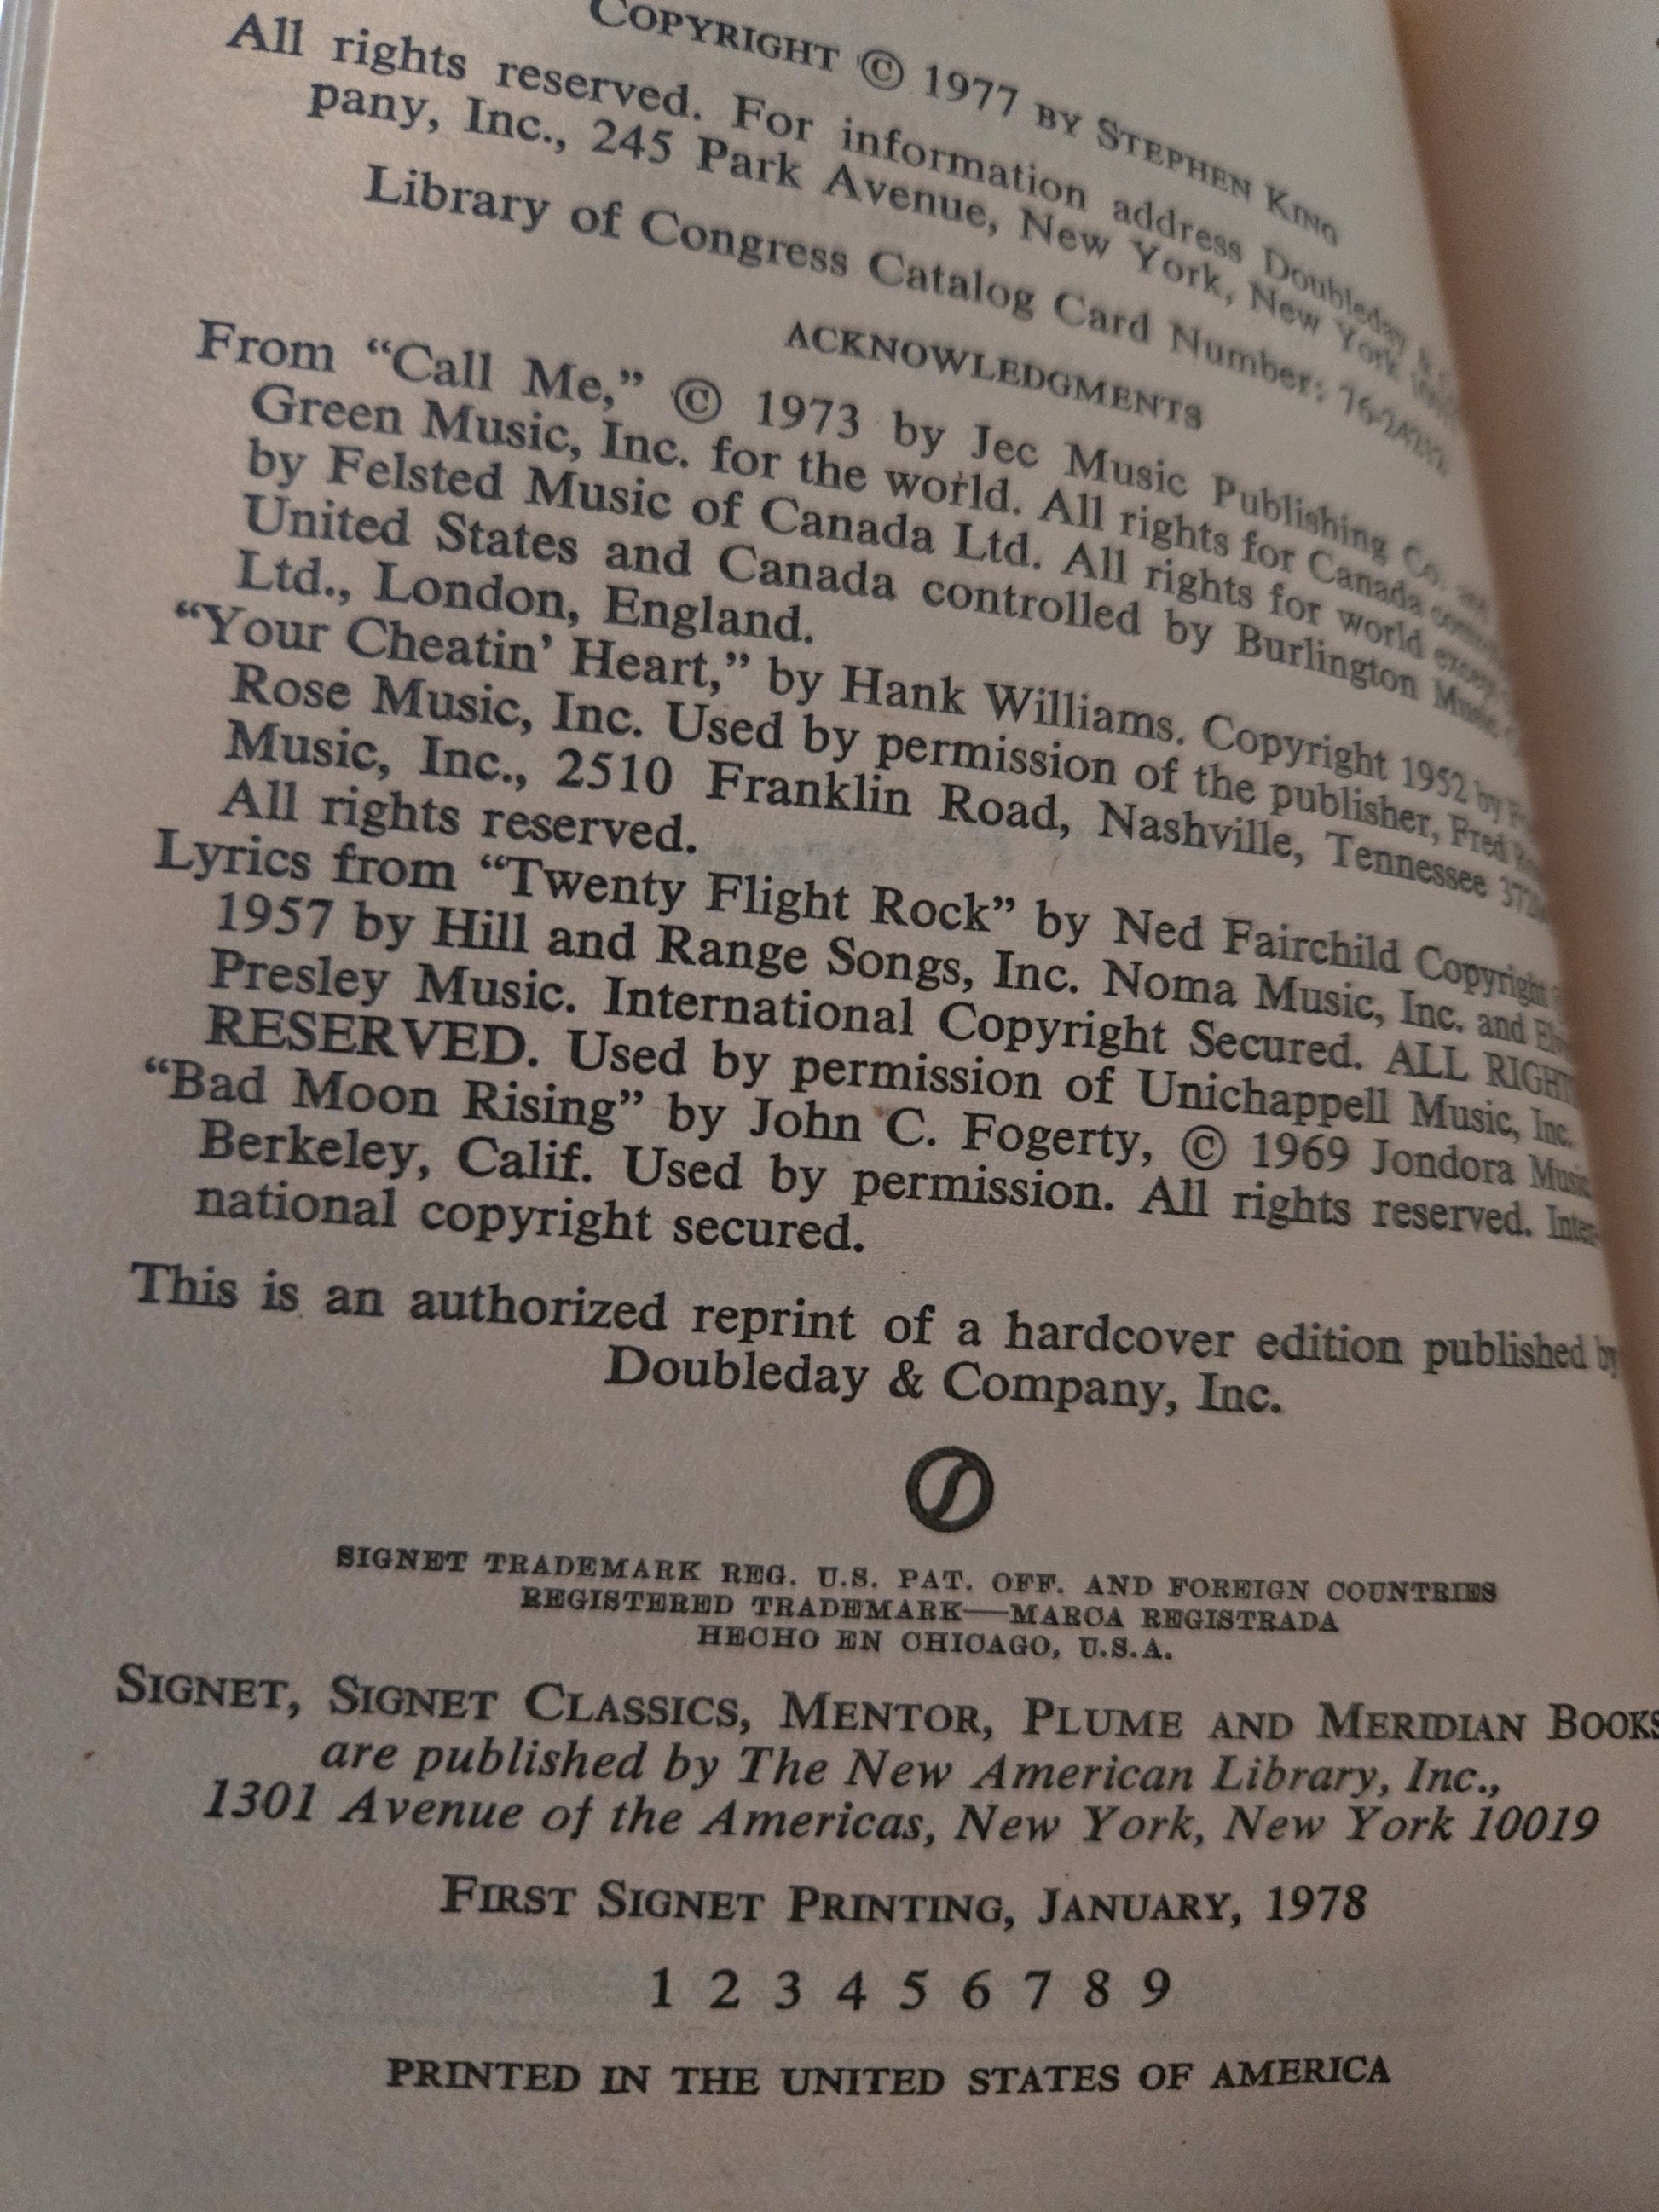 COPYRIGHT © 1977 BY STEPHEN KING
All rights reserved. For information address Doubleday &
pany, Inc., 245 Park Avenue, New York, New York
Library of Congress Catalog Card Number:
ACKNOWLEDGMENTS
From “Call Me,” © 1973 by Jec Music Publishing Co. and
Green Music, Inc. for the world. All rights for Canada
by Felsted Music of Canada Ltd. All rights for world except
United States and Canada controlled by Burlington Music
Ltd., London, England.
“Your Cheatin’ Heart,” by Hank Williams. Copyright 1952 by
Rose Music, Inc. Used by permission of the publisher, Fred
Music, Inc., 2510 Franklin Road, Nashville, Tennessee
All rights reserved.
Lyrics from “Twenty Flight Rock” by Ned Fairchild Copyright
1957 by Hill and Range Songs, Inc. Noma Music, Inc. and
Presley Music. International Copyright Secured. ALL
RESERVED. Used by permission of Unichappell Music, Inc.
“Bad Moon Rising” by John C. Fogerty, © 1969 Jondora Music
Berkeley, Calif. Used by permission. All rights reserved. Inter-
national copyright secured.
This is an authorized reprint of a hardcover edition published by
Doubleday & Company, Inc.
SIGNET TRADEMARK REG. U.S. PAT. OFF. AND FOREIGN COUNTRIES
REGISTERED TRADEMARK—MARCA REGISTRADA
HECHO EN CHICAGO, U.S.A.
SIGNET, SIGNET CLASSICS, MENTOR, PLUME AND MERIDIAN BOOKS
are published by The New American Library, Inc.,
1301 Avenue of the Americas, New York, New York 10019
FIRST SIGNET PRINTING, JANUARY, 1978
1 2 3 4 5 6 7 8 9
PRINTED IN THE UNITED STATES OF AMERICA